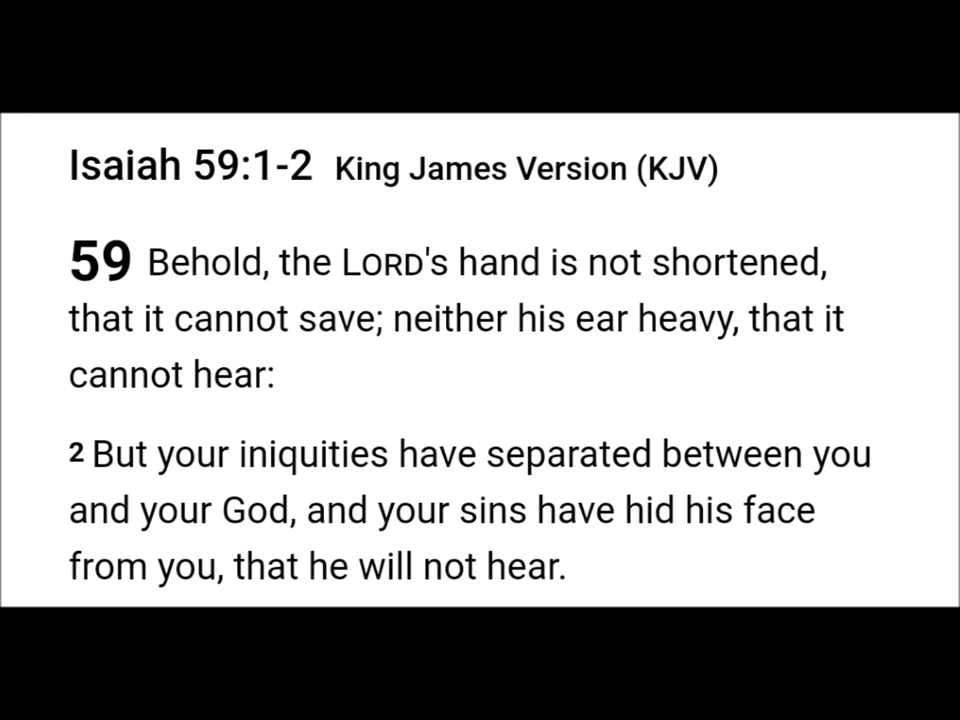 Isaiah 59:1-2 King James Version (KJV)
59 Behold, the LORD's hand is not shortened,
that it cannot save; neither his ear heavy, that it
cannot hear:
2 But your iniquities have separated between you
and your God, and your sins have hid his face
from you, that he will not hear.